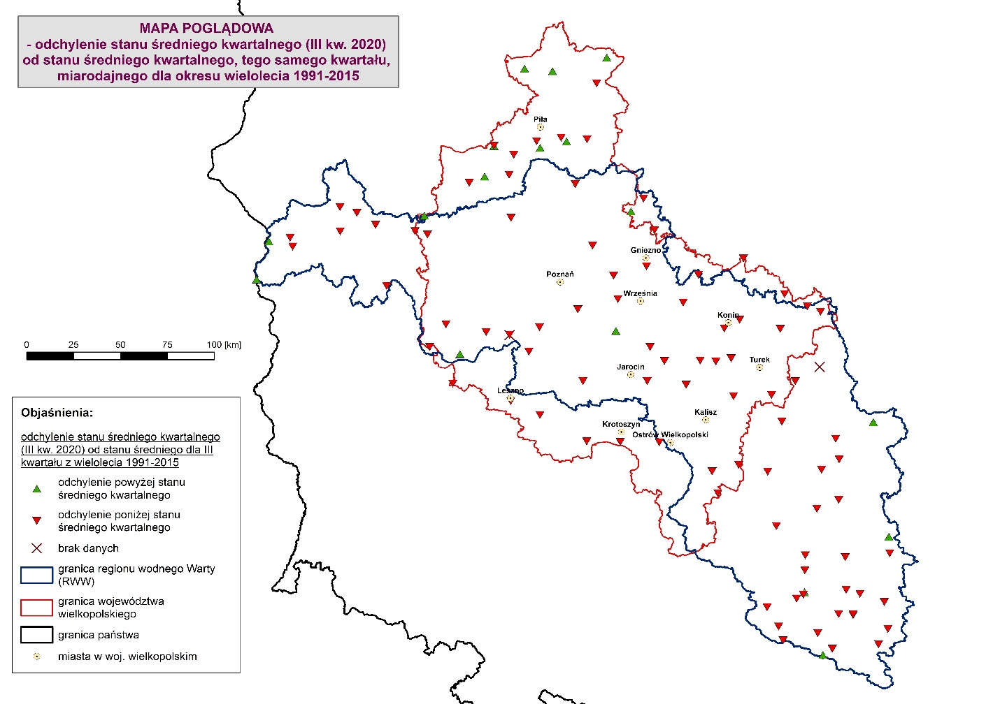 MAPA POGLĄDOWA
- odchylenie stanu średniego kwartalnego (III kw. 2020)
od stanu średniego kwartalnego, tego samego kwartału,
miarodajnego dla okresu wielolecia 1991-2015
Piła
Gniezno
Poznań
Września
Konin
Jarocin
Turek
Leszno
Kalisz
Krotoszyn
Ostrów Wielkopolski
0 25 50 75 100 [km]
Objaśnienia:
odchylenie stanu średniego kwartalnego
(III kw. 2020) od stanu średniego dla III
kwartału z wielolecia 1991-2015
odchylenie powyżej stanu
średniego kwartalnego
odchylenie poniżej stanu
średniego kwartalnego
brak danych
granica regionu wodnego Warty
(RWW)
granica województwa
wielkopolskiego
granica państwa
miasta w woj. wielkopolskim